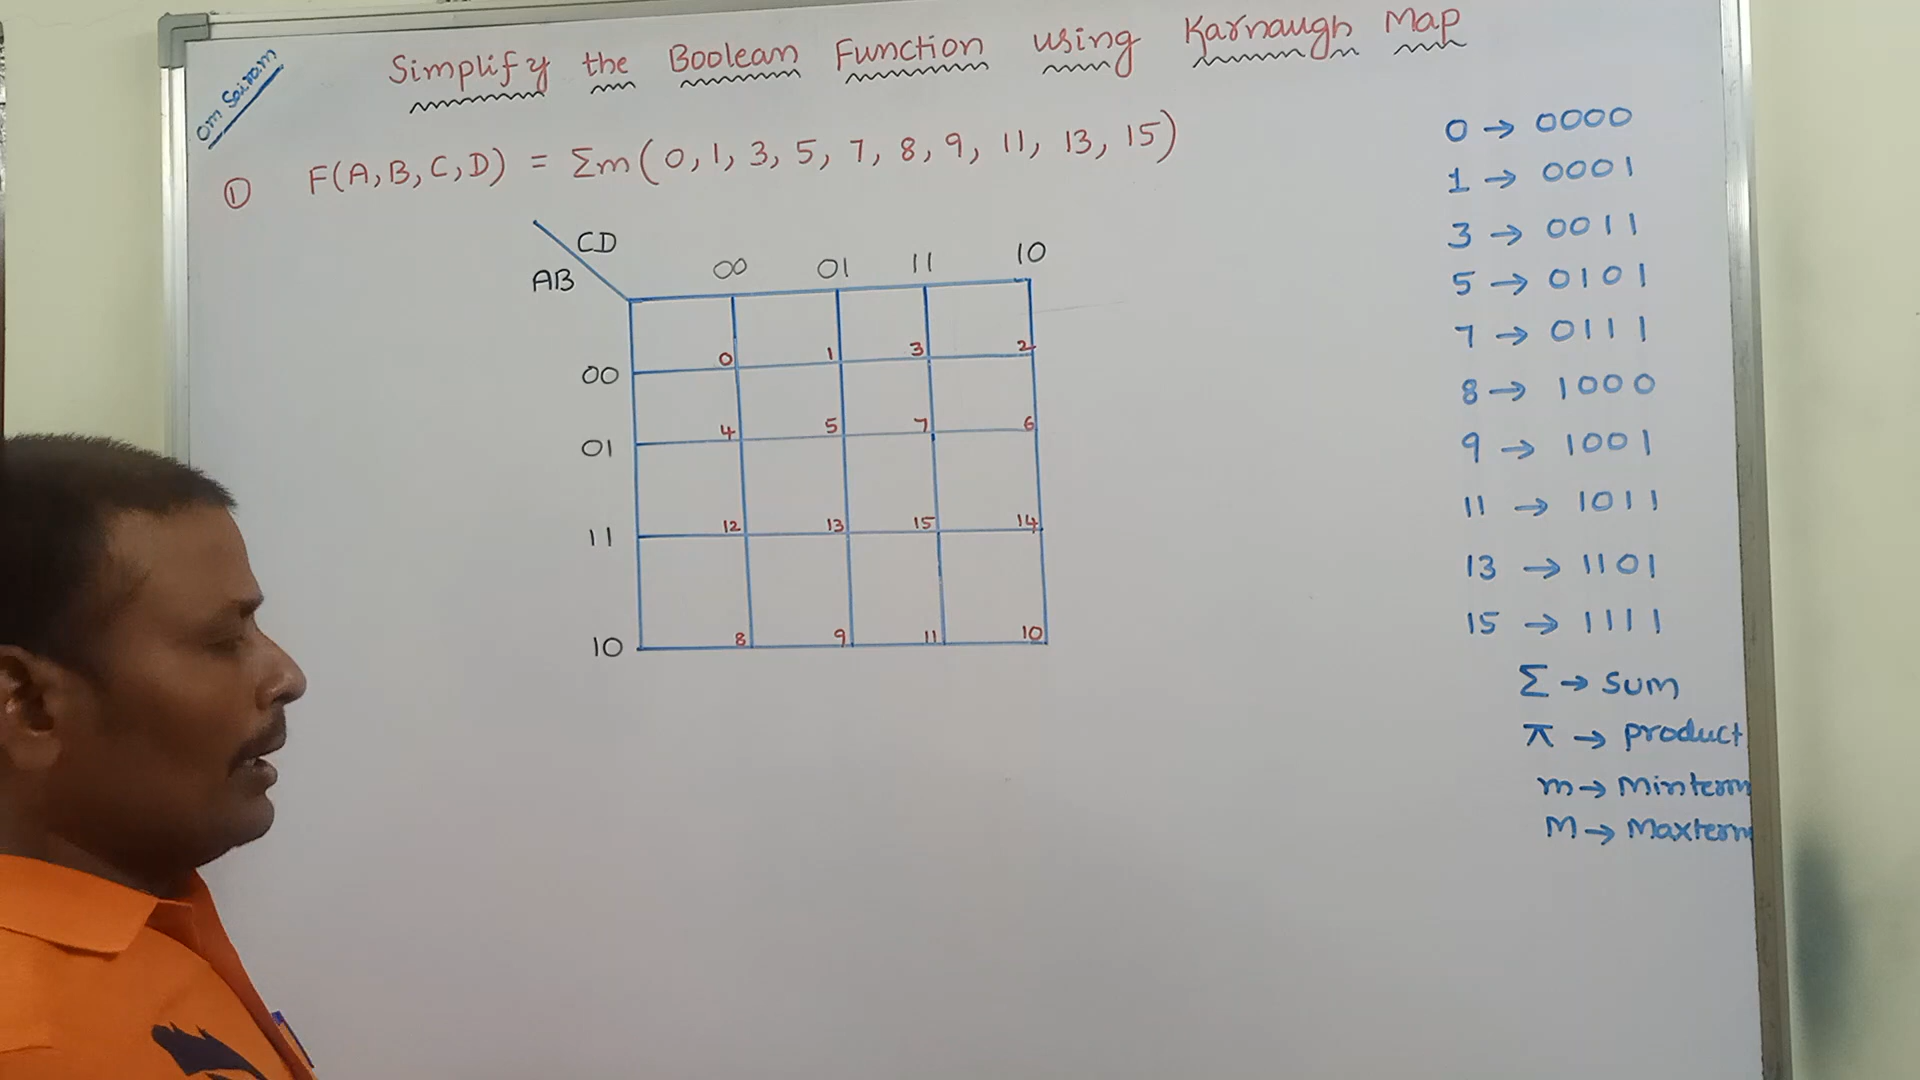 Om Sairam
Simplify the Boolean Function using Karnaugh Map
① F(A,B,C,D) = Σm(0,1,3,5,7,8,9,11,13,15)
CD
AB
00 01 11 10
0 1 3 2
00
4 5 7 6
01
12 13 15 14
11
8 9 11 10
10
0 → 0000
1 → 0001
3 → 0011
5 → 0101
7 → 0111
8 → 1000
9 → 1001
11 → 1011
13 → 1101
15 → 1111
Σ → sum
π → product
m → Minterm
M → Maxterm